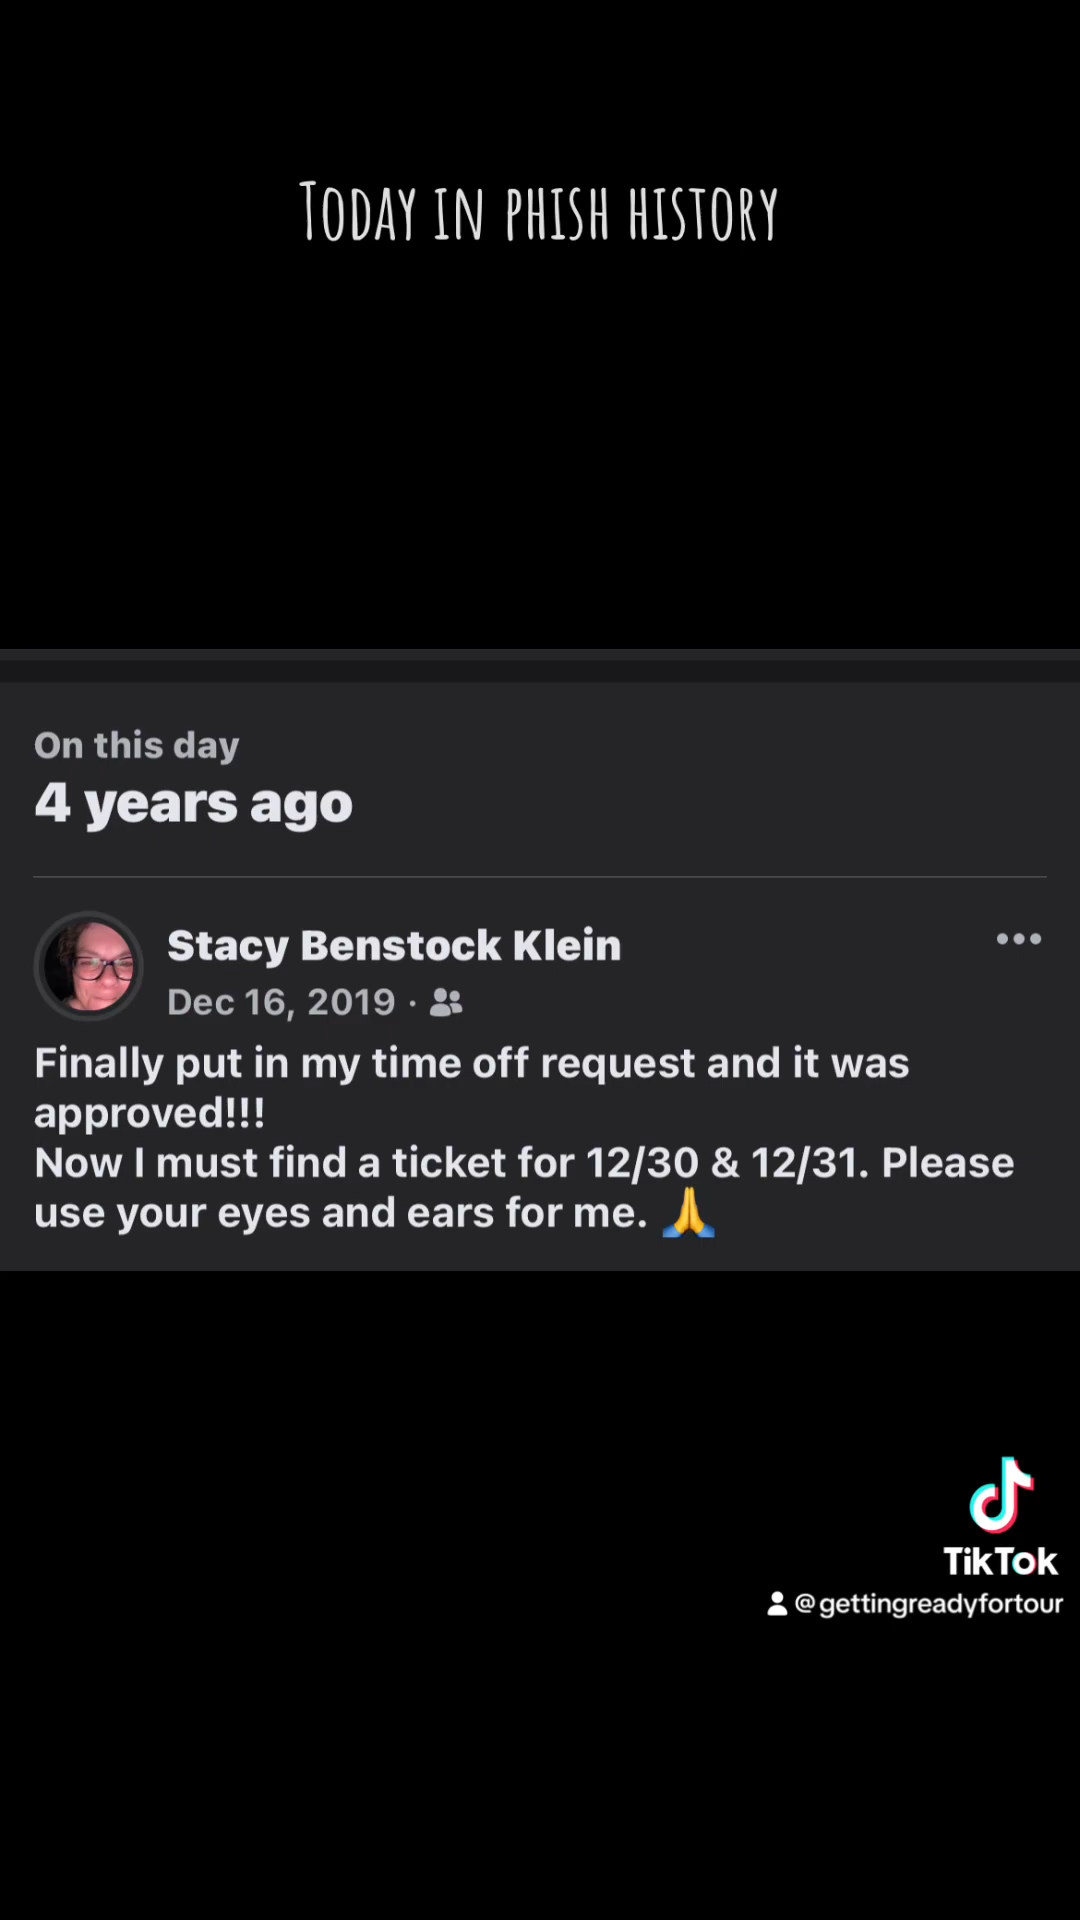 Today in phish history
On this day
4 years ago
Stacy Benstock Klein
Dec 16, 2019 ·
Finally put in my time off request and it was
approved!!!
Now I must find a ticket for 12/30 & 12/31. Please
use your eyes and ears for me. 🙏
TikTok
@gettingreadyfortour